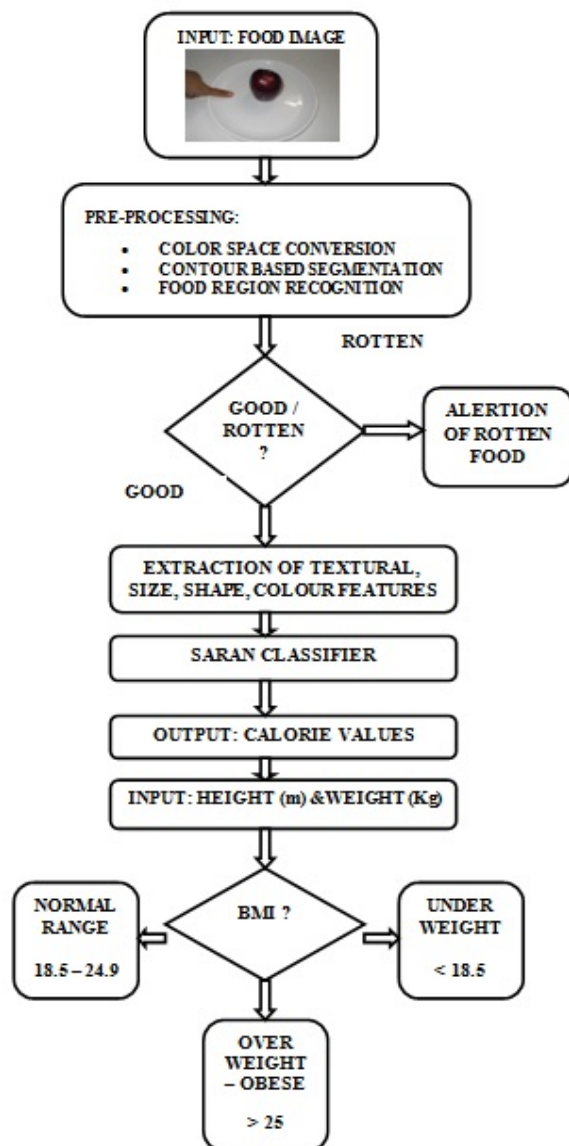 INPUT: FOOD IMAGE
PRE-PROCESSING:
• COLOR SPACE CONVERSION
• CONTOUR BASED SEGMENTATION
• FOOD REGION RECOGNITION
ROTTEN
GOOD /
ROTTEN
?
ALERTION
OF ROTTEN
FOOD
GOOD
EXTRACTION OF TEXTURAL,
SIZE, SHAPE, COLOUR FEATURES
SARAN CLASSIFIER
OUTPUT: CALORIE VALUES
INPUT: HEIGHT (m) &WEIGHT (Kg)
BMI ?
NORMAL
RANGE
18.5 – 24.9
UNDER
WEIGHT
< 18.5
OVER
WEIGHT
– OBESE
> 25